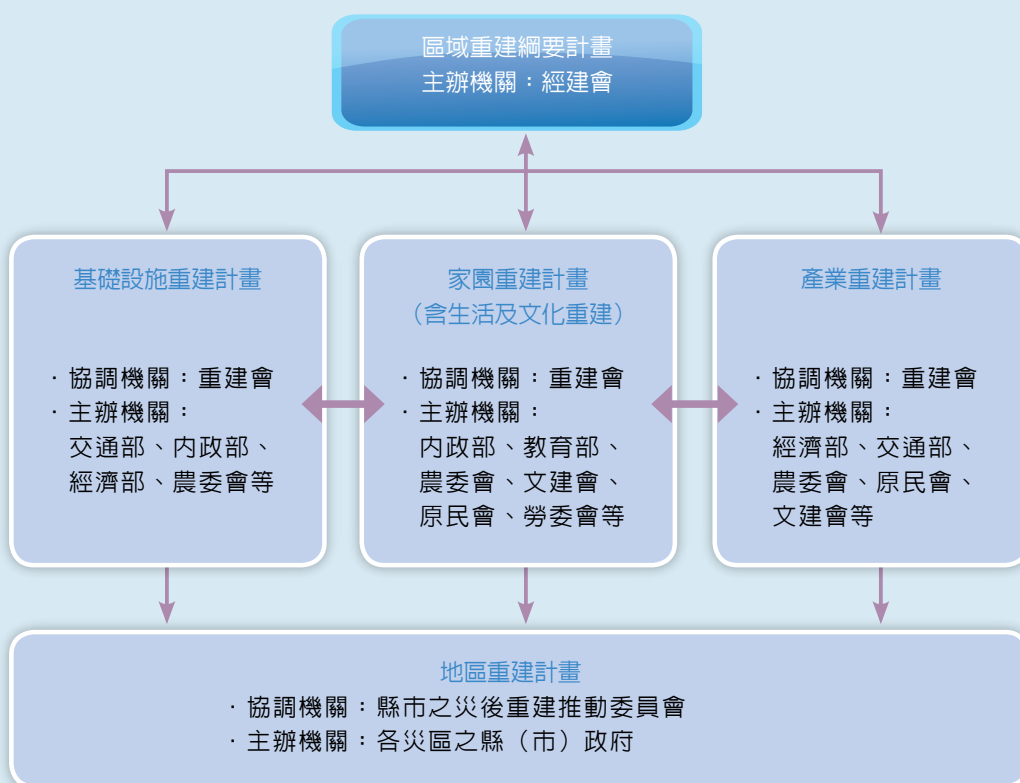 區域重建綱要計畫
主辦機關：經建會
基礎設施重建計畫
·協調機關：重建會
·主辦機關：
交通部、內政部、
經濟部、農委會等
家園重建計畫
（含生活及文化重建）
·協調機關：重建會
·主辦機關：
內政部、教育部、
農委會、文建會、
原民會、勞委會等
產業重建計畫
·協調機關：重建會
·主辦機關：
經濟部、交通部、
農委會、原民會、
文建會等
地區重建計畫
·協調機關：縣市之災後重建推動委員會
·主辦機關：各災區之縣（市）政府